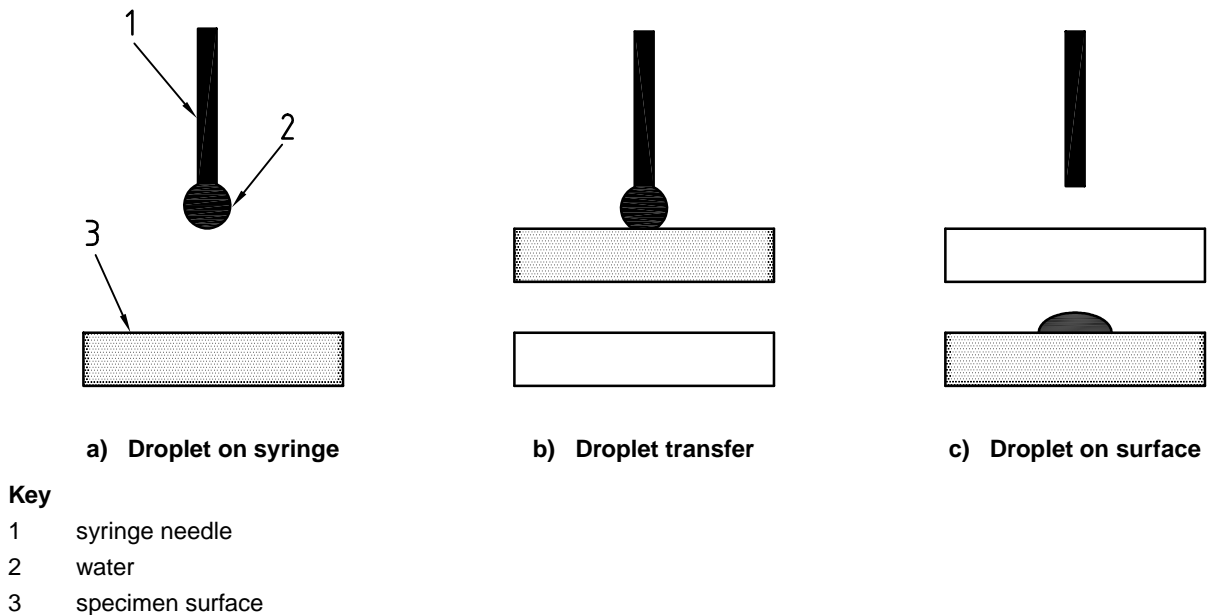 1
2
3
a) Droplet on syringe
b) Droplet transfer
c) Droplet on surface
Key
1 syringe needle
2 water
3 specimen surface